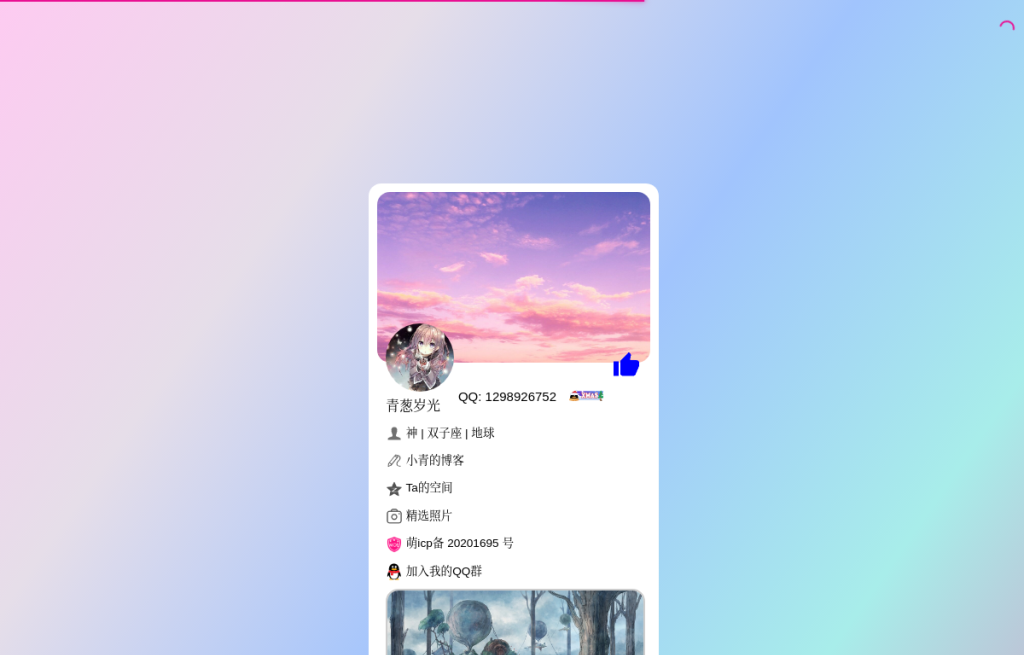 QQ: 1298926752
青葱岁光
神 | 双子座 | 地球
小青的博客
Ta的空间
精选照片
萌icp备 20201695 号
加入我的QQ群